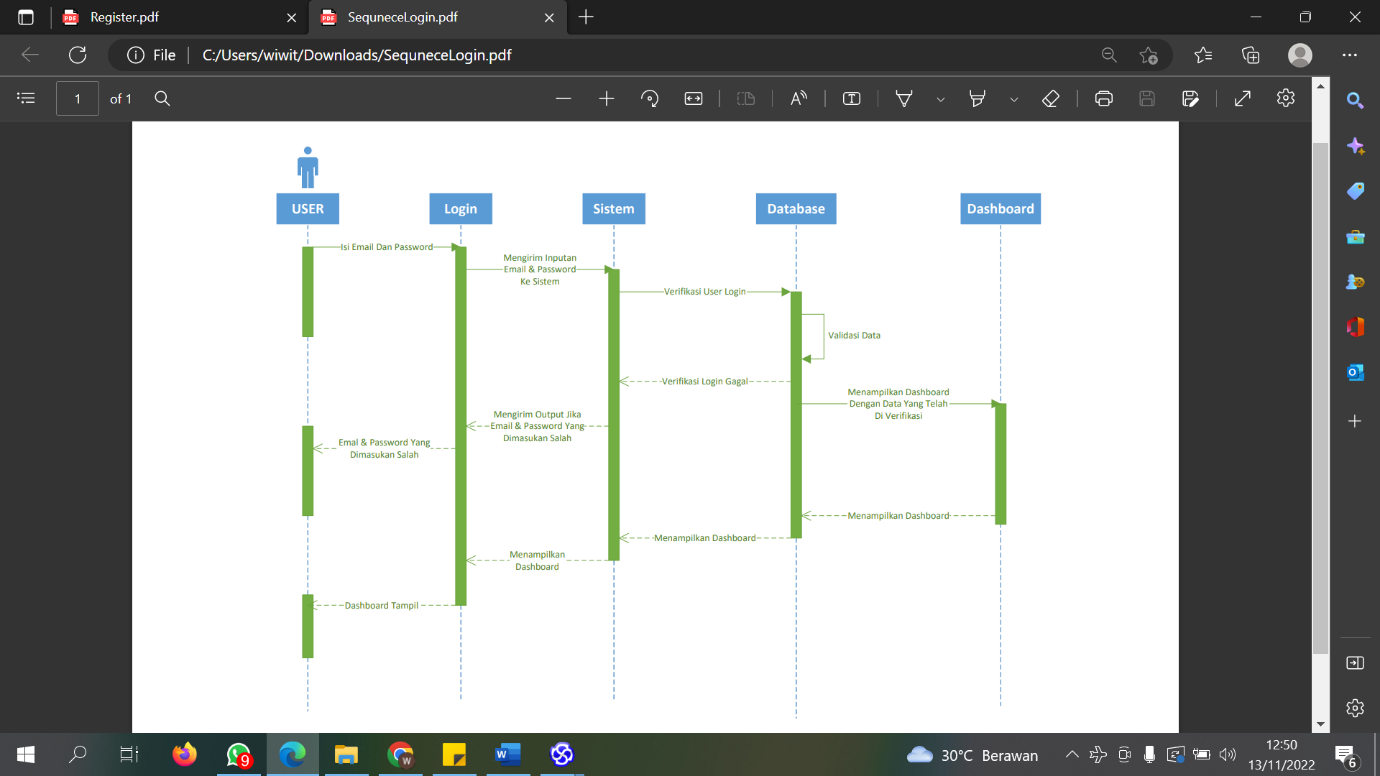 Register.pdf
SequneceLogin.pdf
File
C:/Users/wiwit/Downloads/SequneceLogin.pdf
1
of 1
USER
Login
Sistem
Database
Dashboard
Isi Email Dan Password
Mengirim Inputan
Email & Password
Ke Sistem
Verifikasi User Login
Validasi Data
Verifikasi Login Gagal
Menampilkan Dashboard
Dengan Data Yang Telah
Di Verifikasi
Mengirim Output Jika
Email & Password Yang
Dimasukan Salah
Emal & Password Yang
Dimasukan Salah
Menampilkan Dashboard
Menampilkan Dashboard
Menampilkan
Dashboard
Dashboard Tampil
9
30°C Berawan
12:50
13/11/2022
6